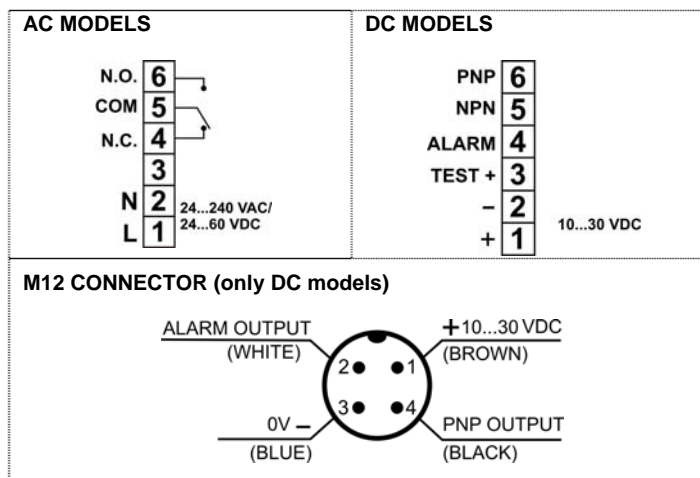 AC MODELS
N.O. 6
COM 5
N.C. 4
3
N 2
L 1
24...240 VAC/
24...60 VDC
DC MODELS
PNP 6
NPN 5
ALARM 4
TEST + 3
– 2
+ 1
10...30 VDC
M12 CONNECTOR (only DC models)
ALARM OUTPUT
(WHITE)
+10...30 VDC
(BROWN)
2 1
3 4
0V –
(BLUE)
PNP OUTPUT
(BLACK)